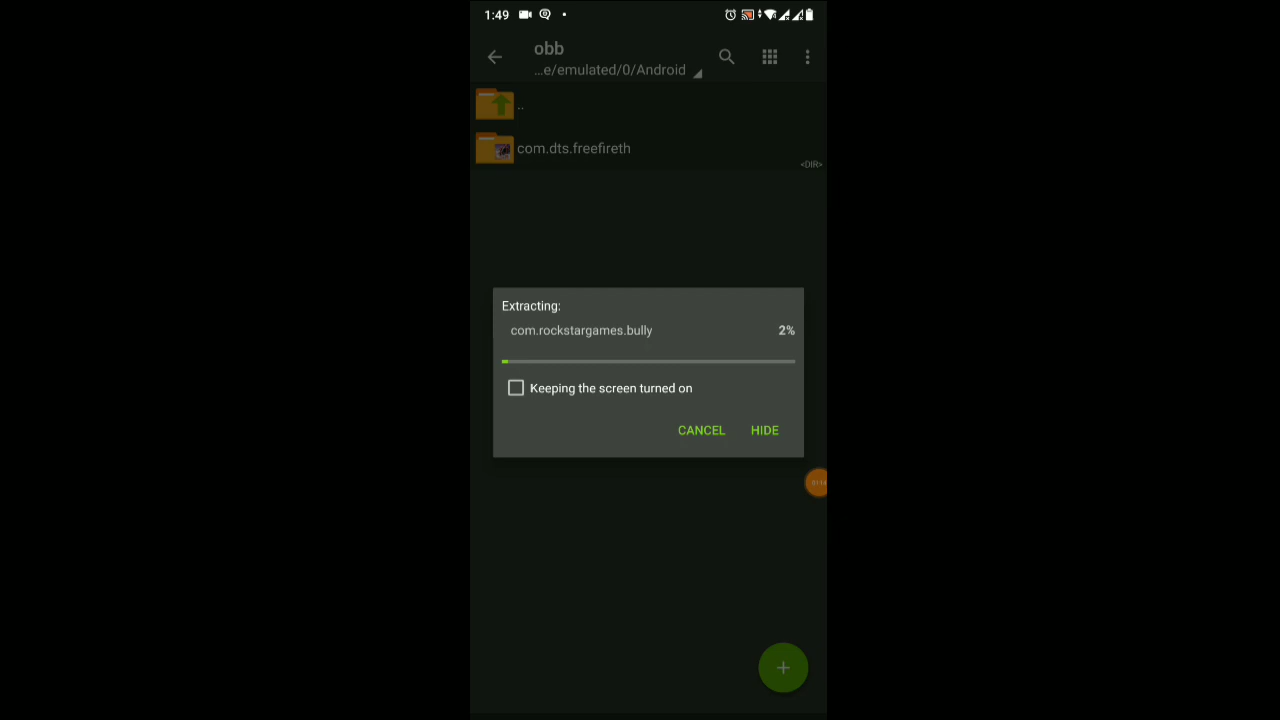 1:49
obb
...e/emulated/0/Android
..
com.dts.freefireth
<DIR>
Extracting:
com.rockstargames.bully 2%
Keeping the screen turned on
CANCEL HIDE